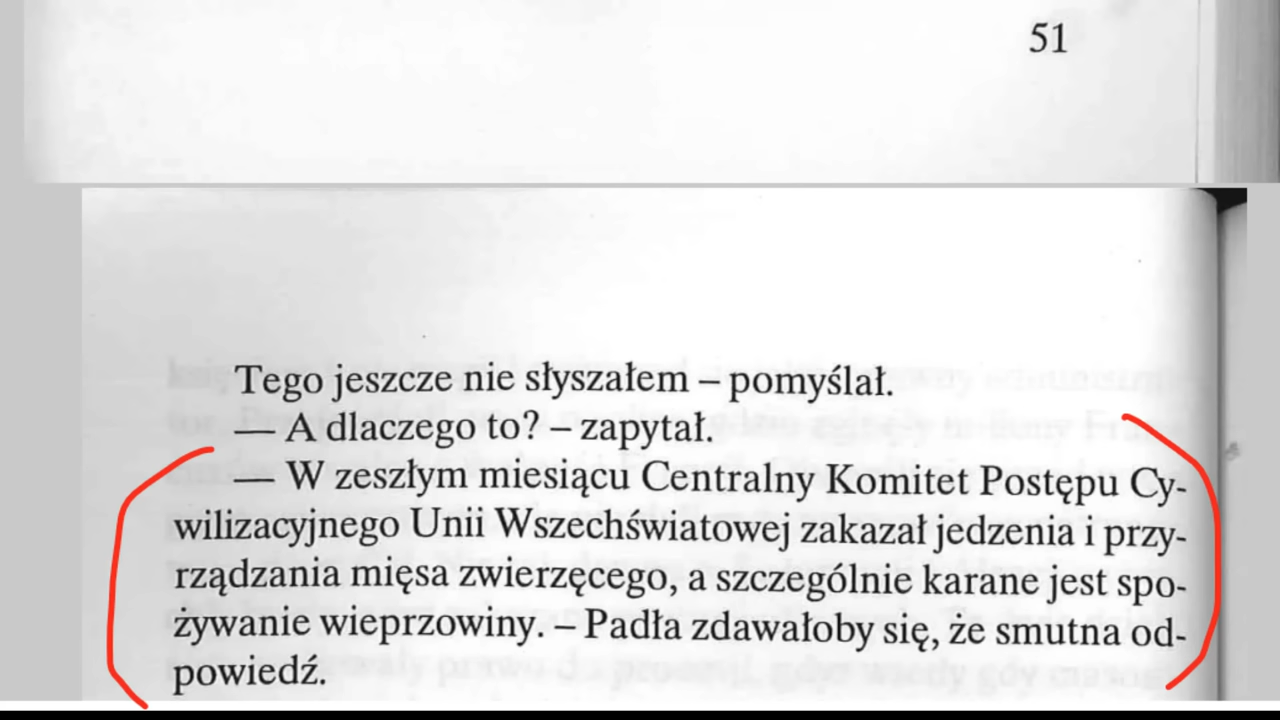 51
Tego jeszcze nie słyszałem – pomyślał.
— A dlaczego to? – zapytał.
— W zeszłym miesiącu Centralny Komitet Postępu Cy-
wilizacyjnego Unii Wszechświatowej zakazał jedzenia i przy-
rządzania mięsa zwierzęcego, a szczególnie karane jest spo-
żywanie wieprzowiny. – Padła zdawałoby się, że smutna od-
powiedź.